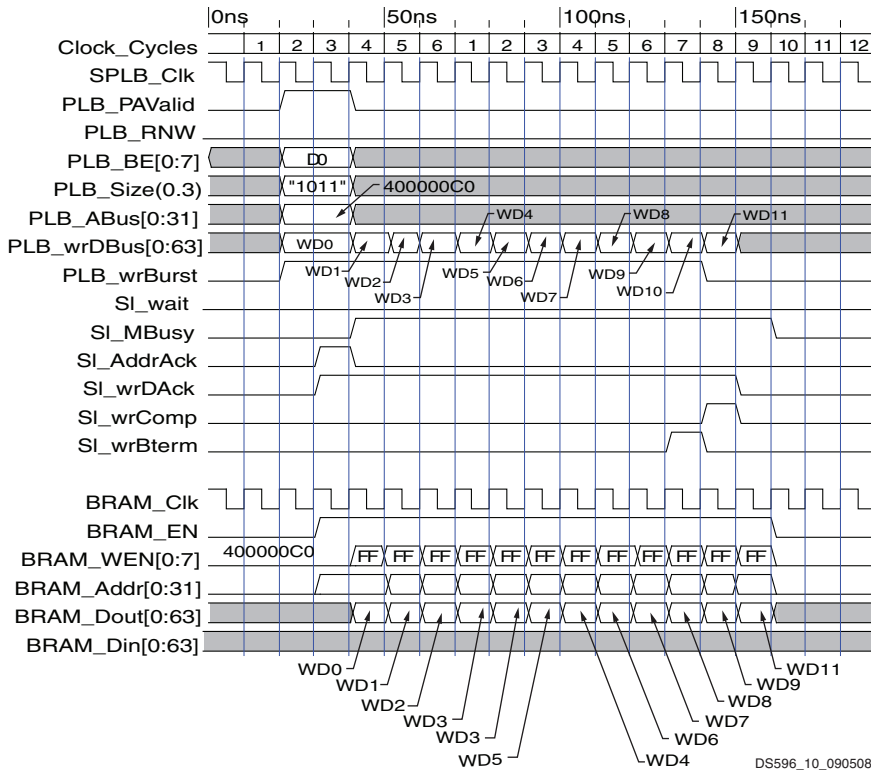 0ns 50ns 100ns 150ns
Clock_Cycles 1 2 3 4 5 6 1 2 3 4 5 6 7 8 9 10 11 12
SPLB_Clk
PLB_PAValid
PLB_RNW
PLB_BE[0:7] D0
PLB_Size(0.3) "1011" 400000C0
PLB_ABus[0:31] WD4 WD8 WD11
PLB_wrDBus[0:63] WD0 WD1 WD2 WD3 WD5 WD6 WD7 WD9 WD10
PLB_wrBurst
Sl_wait
Sl_MBusy
Sl_AddrAck
Sl_wrDAck
Sl_wrComp
Sl_wrBterm
BRAM_Clk
BRAM_EN
BRAM_WEN[0:7] 400000C0 FF FF FF FF FF FF FF FF FF FF FF FF
BRAM_Addr[0:31]
BRAM_Dout[0:63]
BRAM_Din[0:63]
WD0 WD11
WD1 WD9
WD2 WD8
WD3 WD7
WD3 WD6
WD5 WD4
DS596_10_090508